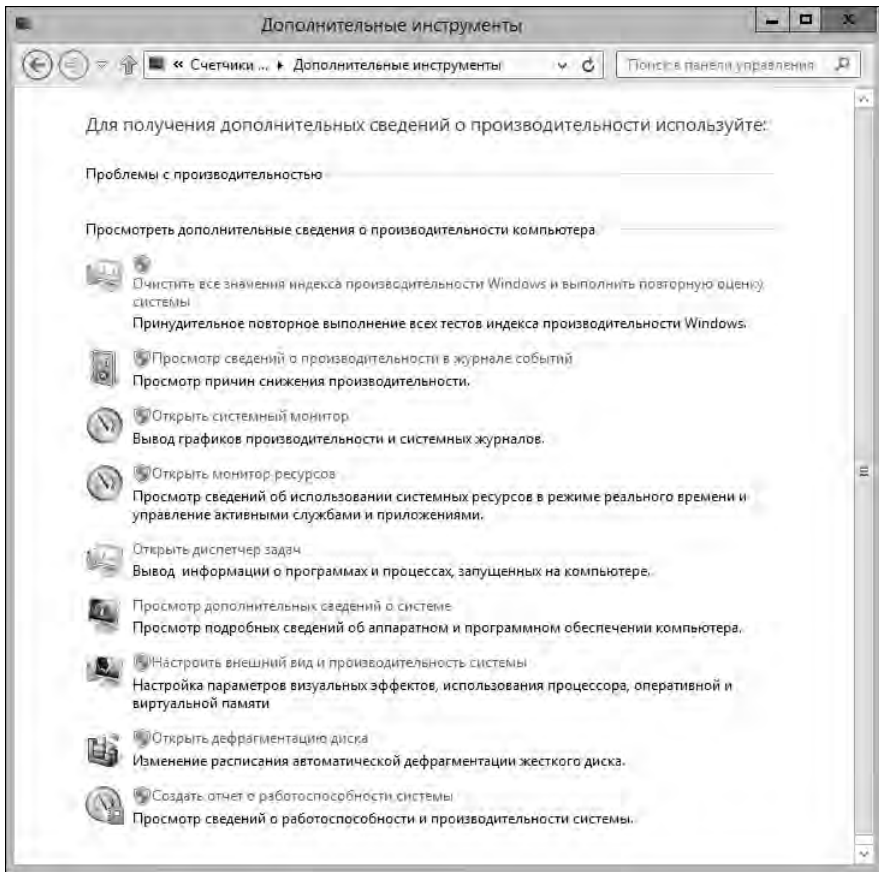 Дополнительные инструменты
« Счетчики ... ▸ Дополнительные инструменты
Поиск в панели управления
Для получения дополнительных сведений о производительности используйте:
Проблемы с производительностью
Просмотреть дополнительные сведения о производительности компьютера
Очистить все значения индекса производительности Windows и выполнить повторную оценку
системы
Принудительное повторное выполнение всех тестов индекса производительности Windows.
Просмотр сведений о производительности в журнале событий
Просмотр причин снижения производительности.
Открыть системный монитор
Вывод графиков производительности и системных журналов.
Открыть монитор ресурсов
Просмотр сведений об использовании системных ресурсов в режиме реального времени и
управление активными службами и приложениями.
Открыть диспетчер задач
Вывод информации о программах и процессах, запущенных на компьютере.
Просмотр дополнительных сведений о системе
Просмотр подробных сведений об аппаратном и программном обеспечении компьютера.
Настроить внешний вид и производительность системы
Настройка параметров визуальных эффектов, использования процессора, оперативной и
виртуальной памяти
Открыть дефрагментацию диска
Изменение расписания автоматической дефрагментации жесткого диска.
Создать отчет о работоспособности системы
Просмотр сведений о работоспособности и производительности системы.